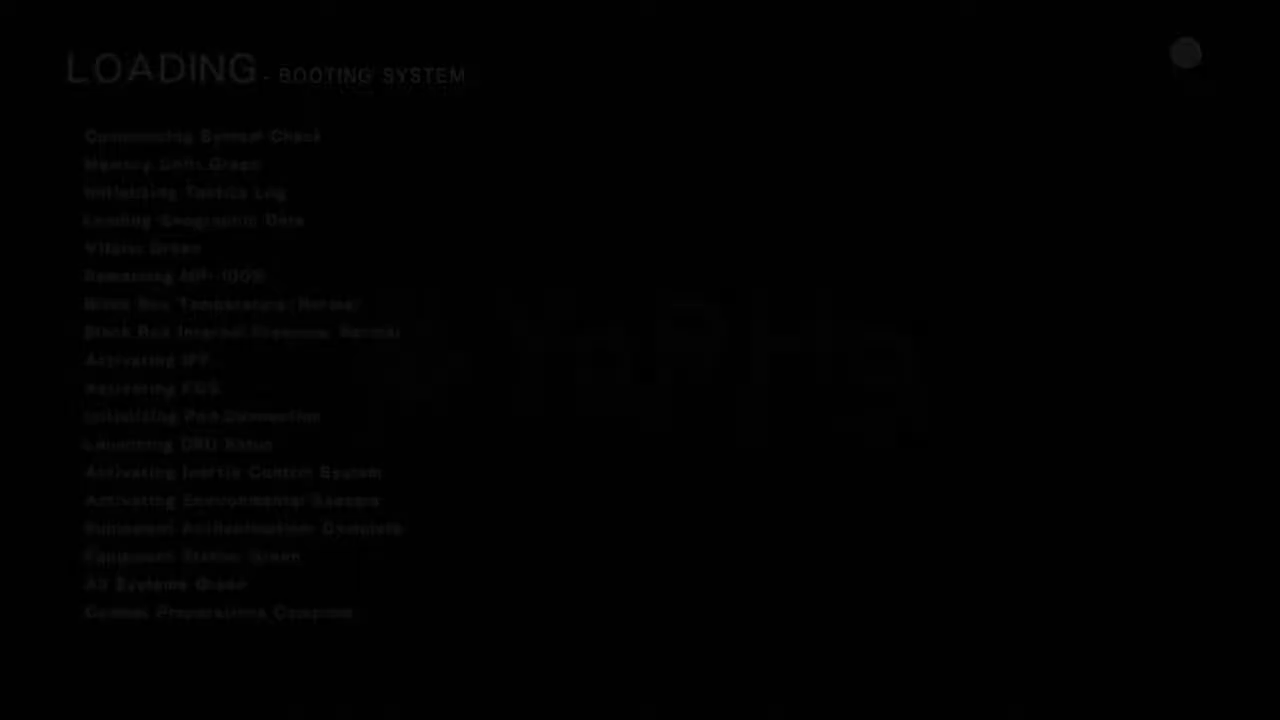 LOADING - BOOTING SYSTEM
Commencing System Check
Memory Unit: Green
Initializing Tactics Log
Loading Geographic Data
Vitals: Green
Remaining MP: 100%
Black Box Temperature: Normal
Black Box Internal Pressure: Normal
Activating IFF
Activating FCS
Initializing Pod Connection
Launching DBU Setup
Activating Inertia Control System
Activating Environmental Sensors
Equipment Authentication: Complete
Equipment Status: Green
All Systems Green
Combat Preparations Complete